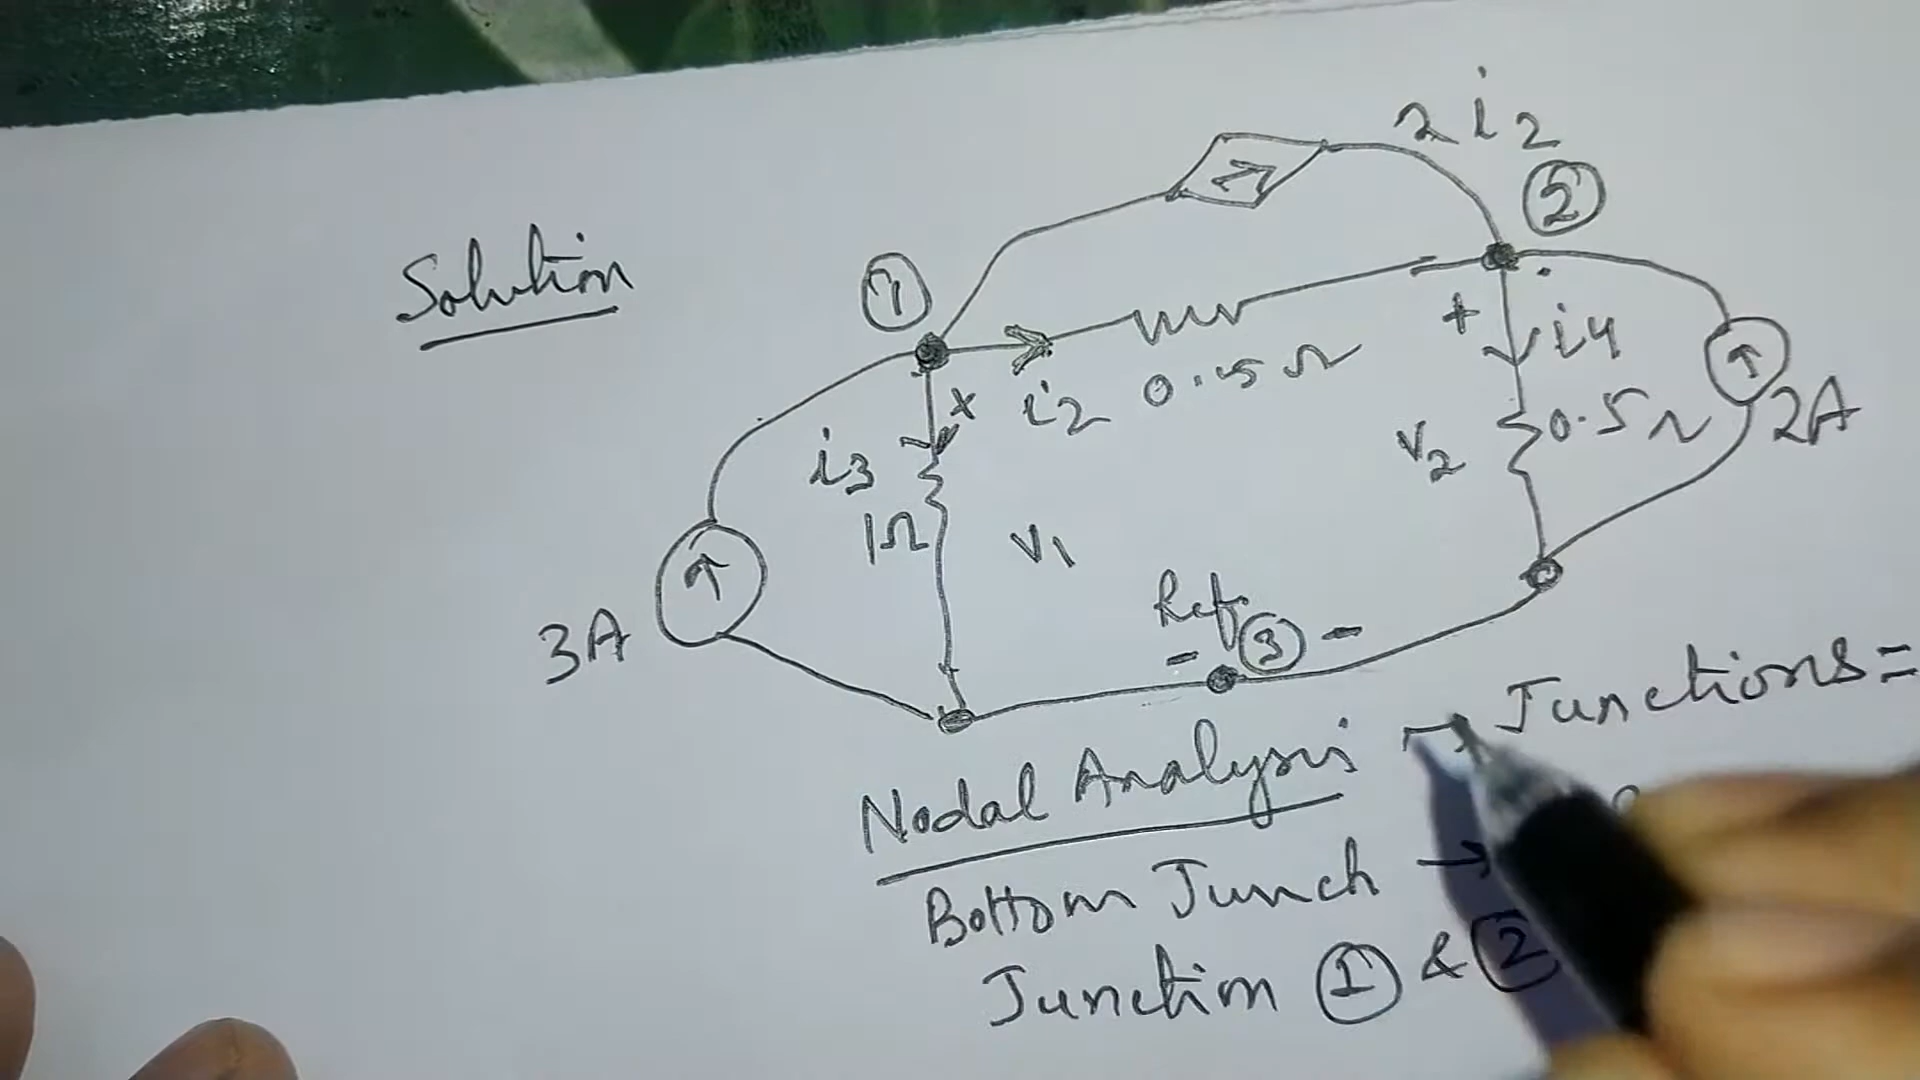 2i2
②
Solution
①
+
i4
i2
0.5Ω
+
i3
0.5Ω
2A
V2
1Ω
V1
Ref.
3A
- ③ -
Nodal Analysis → Junctions =
Bottom Junch →
Junction ① & ②